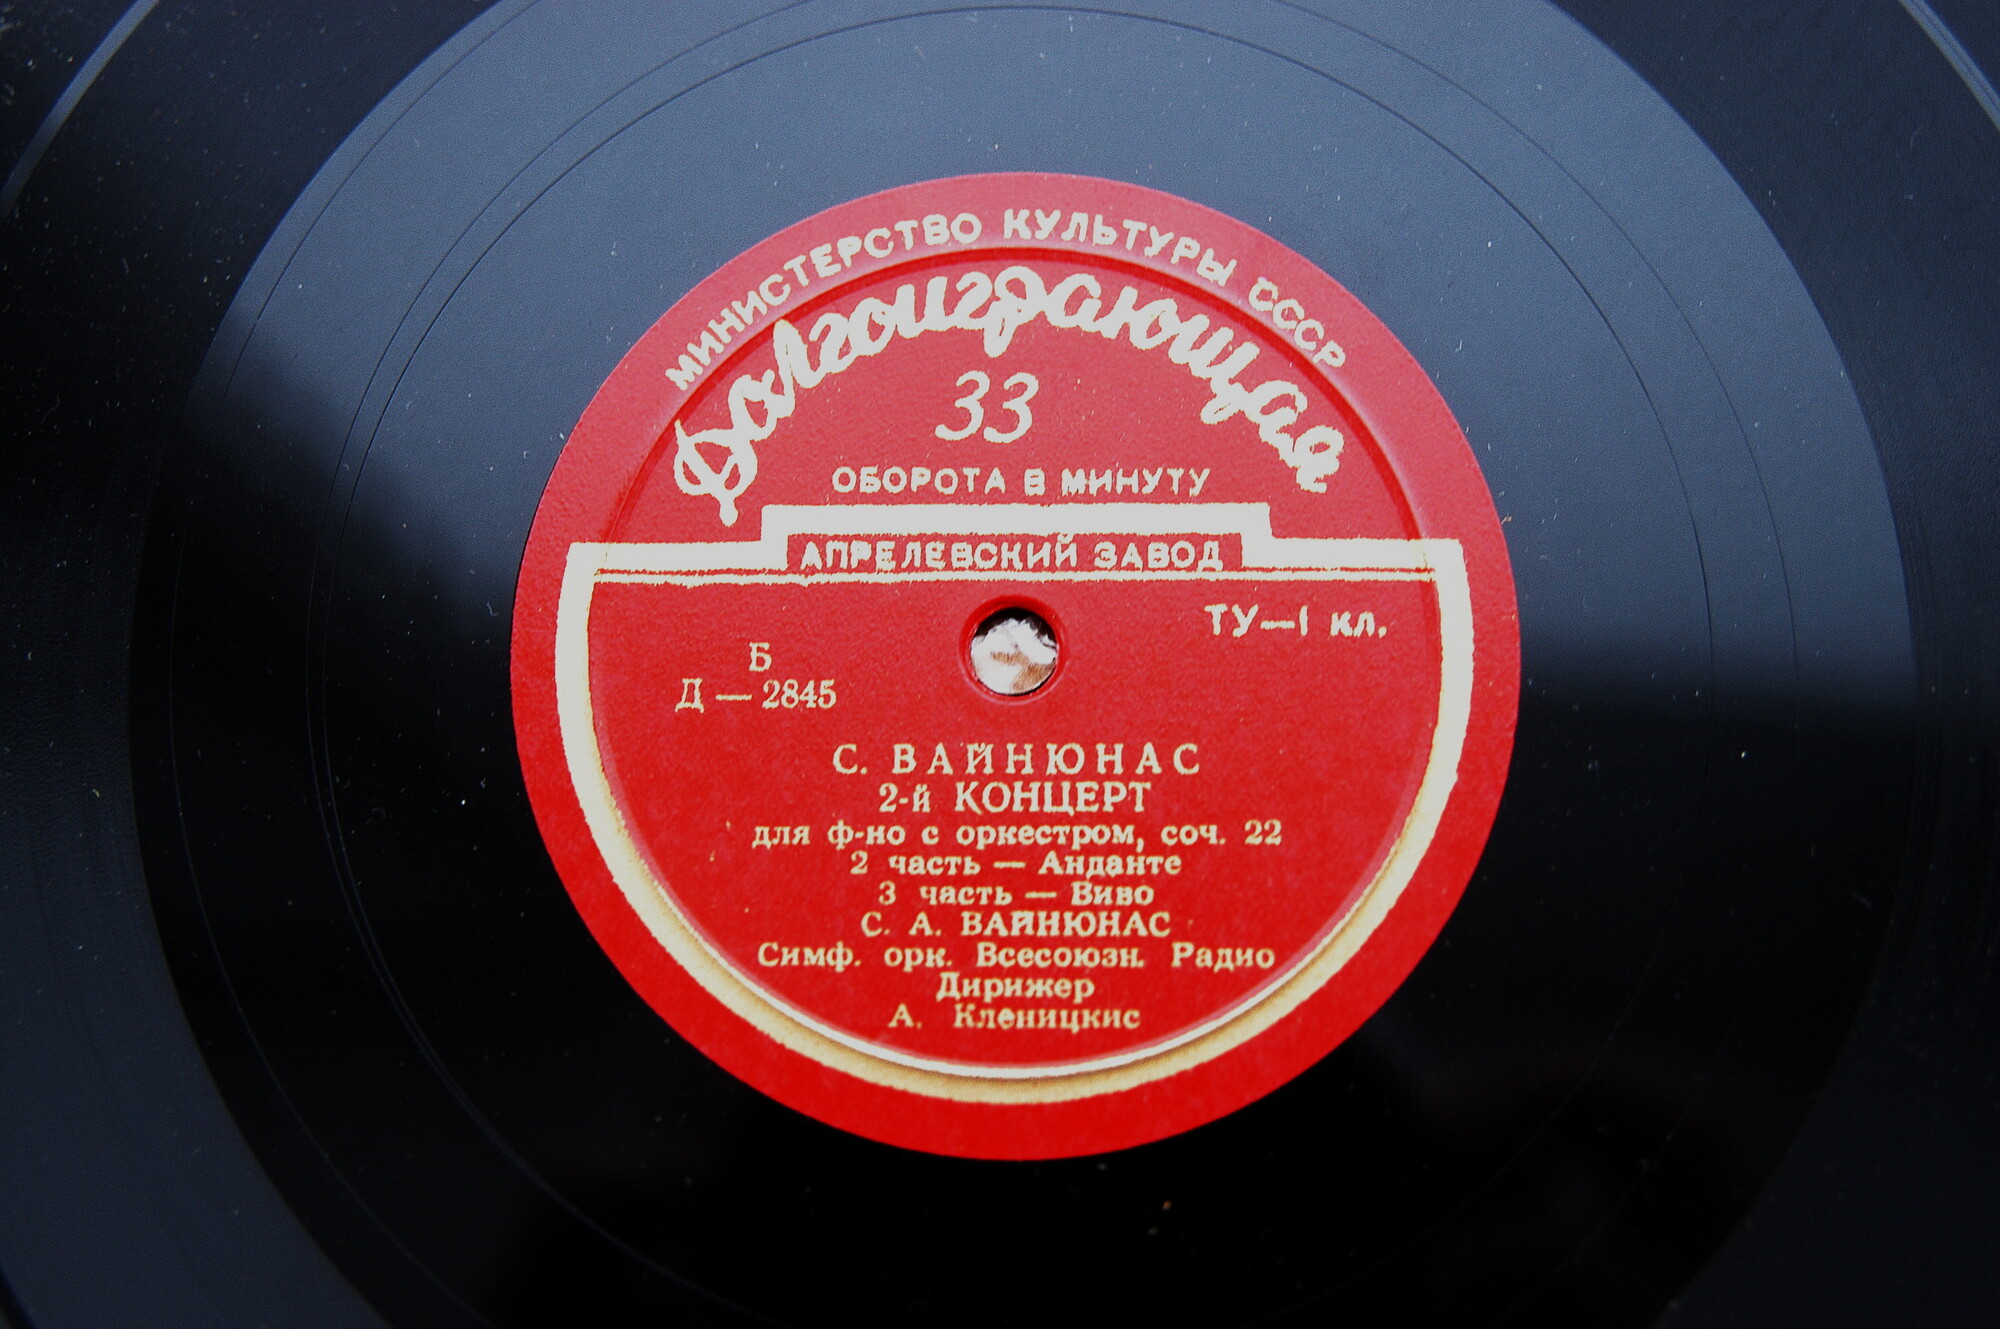 МИНИСТЕРСТВО КУЛЬТУРЫ СССР
Долгоиграющая
33
ОБОРОТА В МИНУТУ
АПРЕЛЕВСКИЙ ЗАВОД
ТУ—1 кл.
Б
Д — 2845
С. ВАЙНЮНАС
2-й КОНЦЕРТ
для ф-но с оркестром, соч. 22
2 часть — Анданте
3 часть — Виво
С. А. ВАЙНЮНАС
Симф. орк. Всесоюзн. Радио
Дирижер
А. Кленицкис